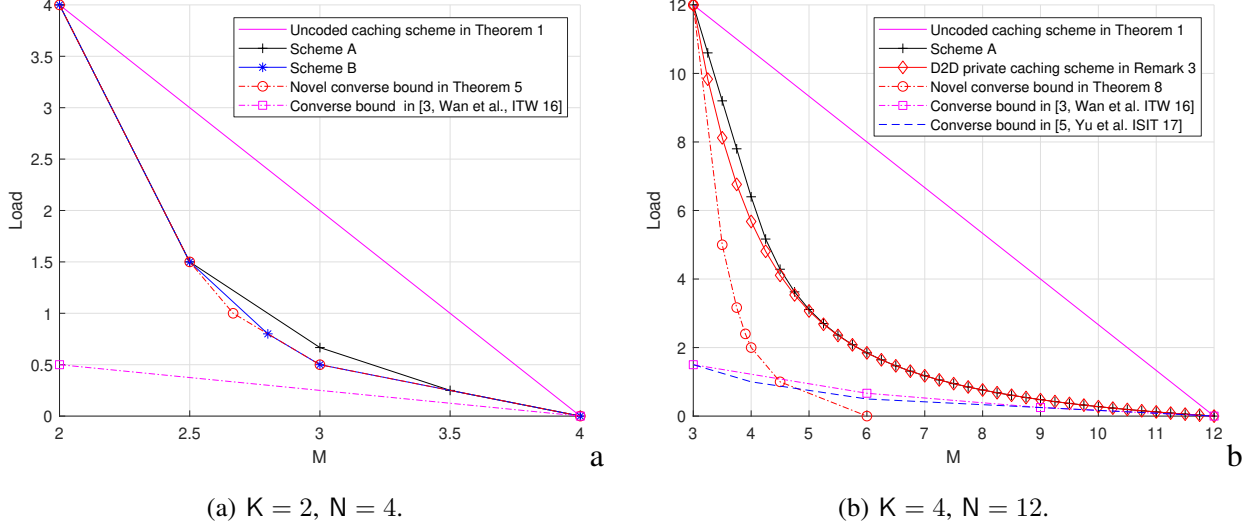 4
3.5
3
2.5
2
1.5
1
0.5
0
Load
2
2.5
3
3.5
4
M
Uncoded caching scheme in Theorem 1
Scheme A
Scheme B
Novel converse bound in Theorem 5
Converse bound in [3, Wan et al., ITW 16]
a
(a) K = 2, N = 4.
12
10
8
6
4
2
0
Load
3
4
5
6
7
8
9
10
11
12
M
Uncoded caching scheme in Theorem 1
Scheme A
D2D private caching scheme in Remark 3
Novel converse bound in Theorem 8
Converse bound in [3, Wan et al. ITW 16]
Converse bound in [5, Yu et al. ISIT 17]
b
(b) K = 4, N = 12.